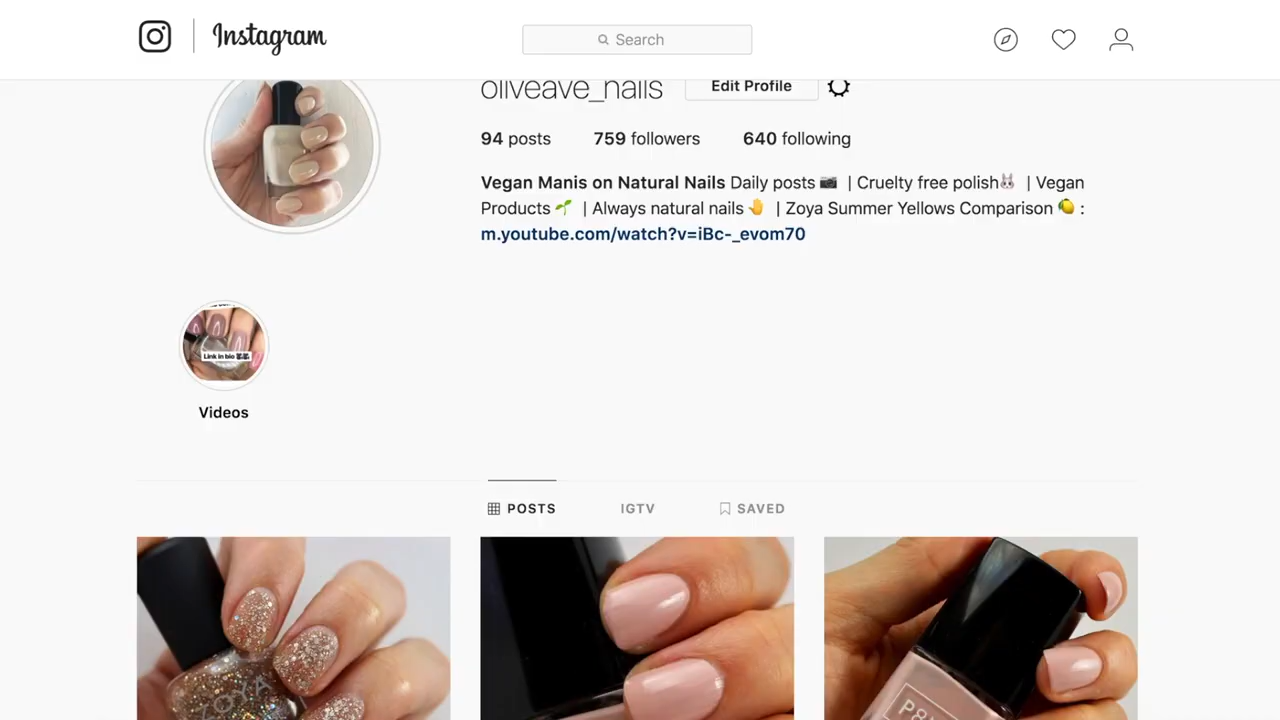 Instagram
Search
oliveave_nails Edit Profile
94 posts 759 followers 640 following
Vegan Manis on Natural Nails Daily posts 📷 | Cruelty free polish🐰 | Vegan
Products 🌱 | Always natural nails 🤚 | Zoya Summer Yellows Comparison 🍋 :
m.youtube.com/watch?v=iBc-_evom70
Link in bio
Videos
POSTS IGTV SAVED
ZOYA